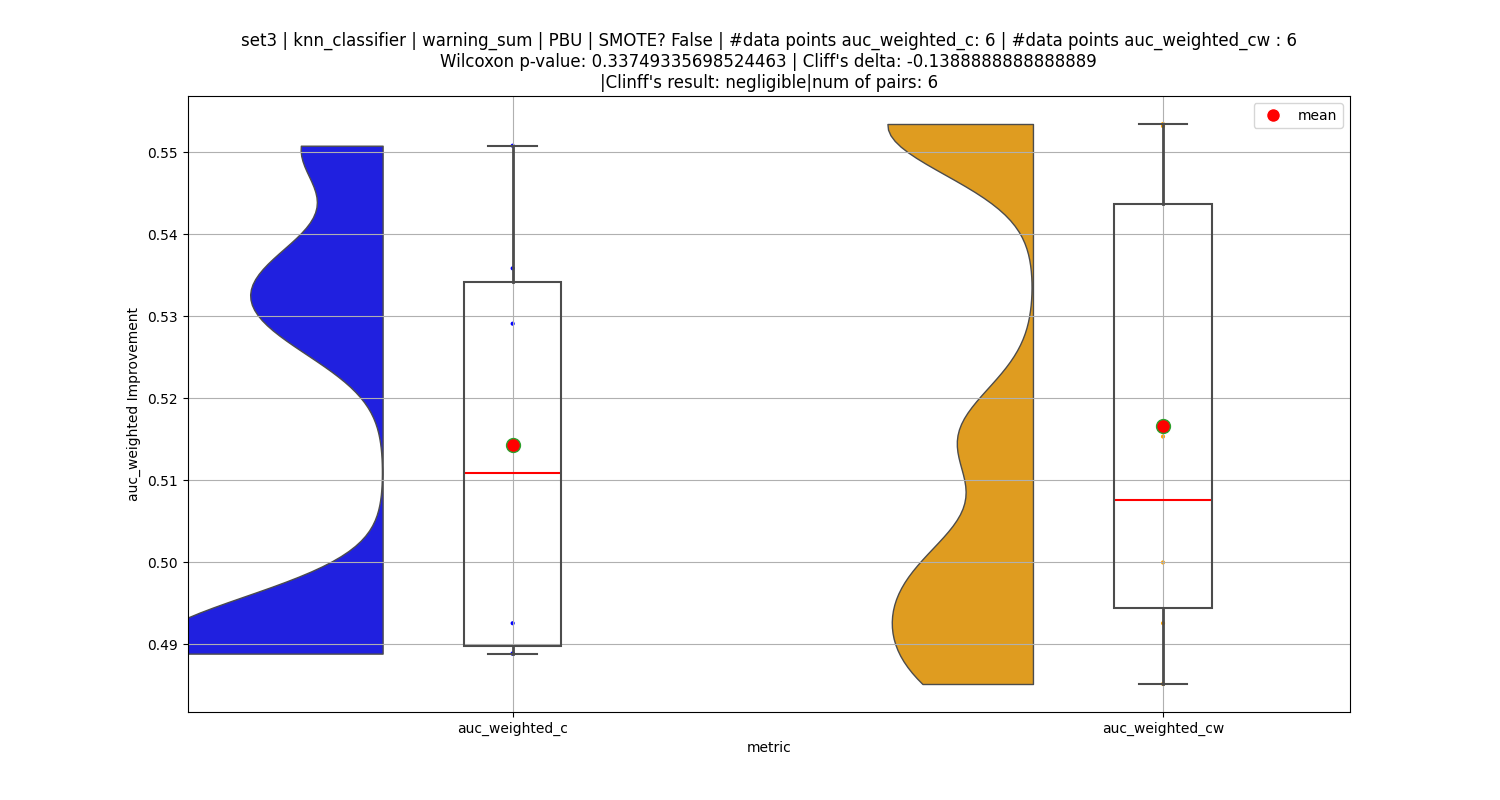 set3 | knn_classifier | warning_sum | PBU | SMOTE? False | #data points auc_weighted_c: 6 | #data points auc_weighted_cw : 6
Wilcoxon p-value: 0.33749335698524463 | Cliff's delta: -0.1388888888888889
|Clinff's result: negligible|num of pairs: 6
mean
0.55
0.54
0.53
0.52
0.51
0.50
0.49
auc_weighted Improvement
auc_weighted_c
auc_weighted_cw
metric